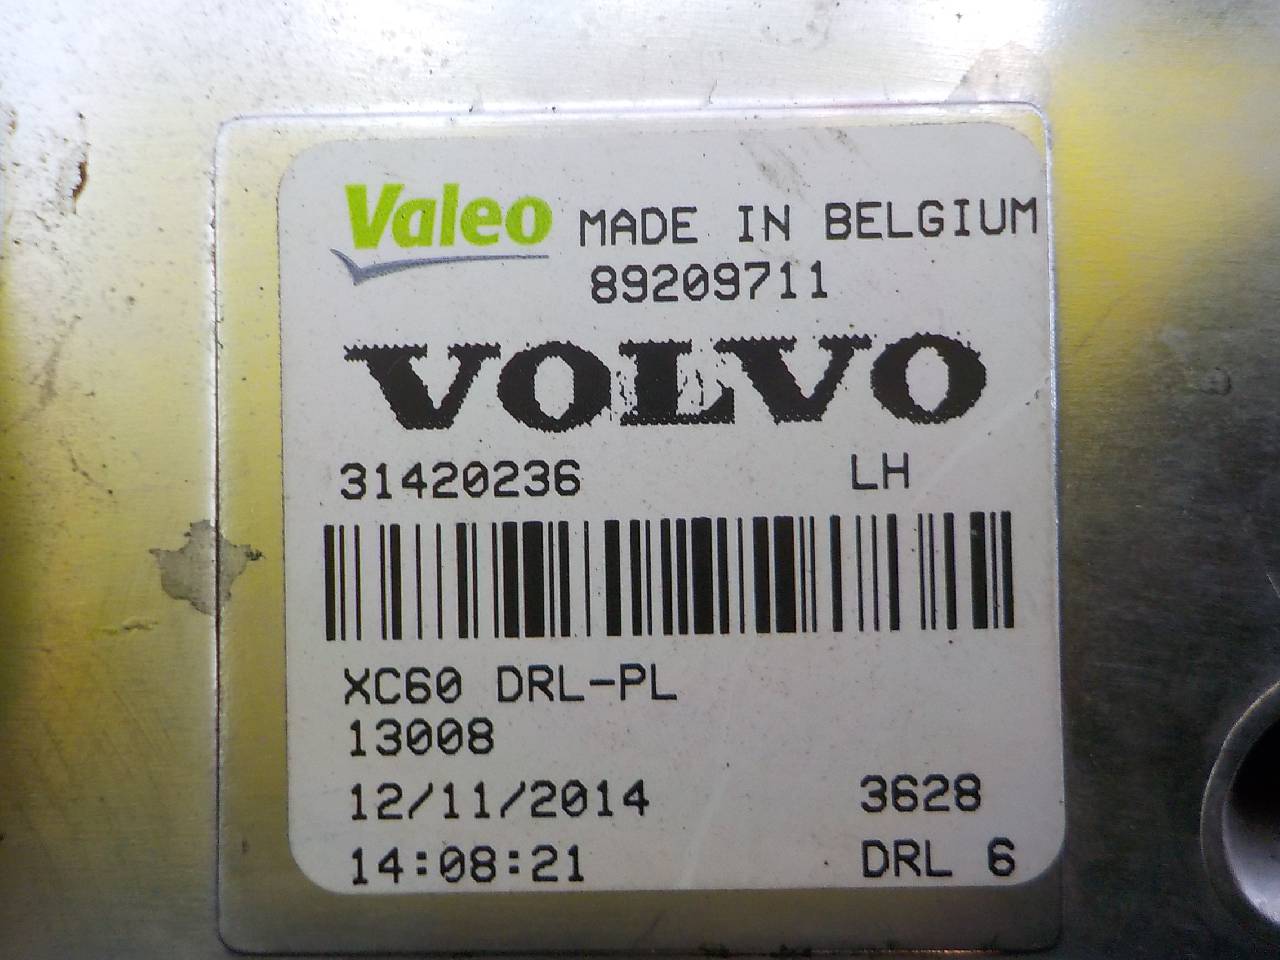 Valeo MADE IN BELGIUM
89209711
VOLVO
31420236 LH
XC60 DRL-PL
13008
12/11/2014 3628
14:08:21 DRL 6